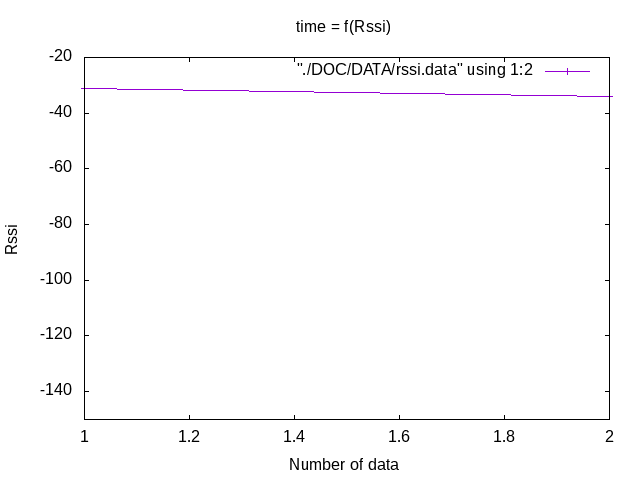 time = f(Rssi)
"./DOC/DATA/rssi.data" using 1:2
-20
-40
-60
-80
-100
-120
-140
Rssi
1 1.2 1.4 1.6 1.8 2
Number of data